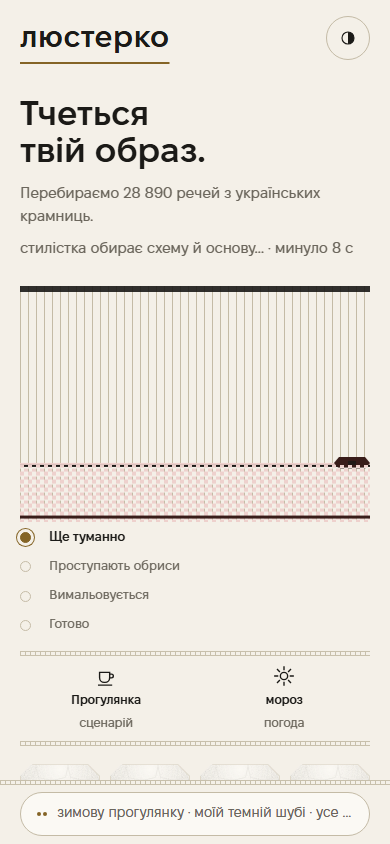 люстерко
Тчеться
твій образ.
Перебираємо 28 890 речей з українських
крамниць.
стилістка обирає схему й основу... · минуло 8 с
Ще туманно
Проступають обриси
Вимальовується
Готово
Прогулянка
мороз
сценарій
погода
зимову прогулянку · моїй темній шубі · усе ...